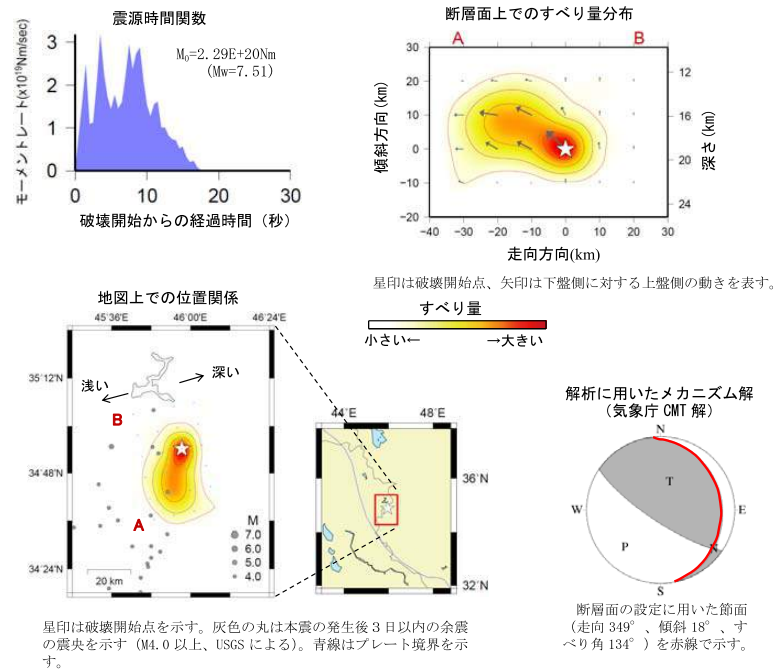 震源時間関数
モーメントレート(x10¹⁹Nm/sec)
3
2
1
0
M₀=2.29E+20Nm
(Mw=7.51)
0 10 20 30
破壊開始からの経過時間(秒)
断層面上でのすべり量分布
A B
傾斜方向(km)
30
20
10
0
−10
−20
12
16
20
24
深さ(km)
−40 −30 −20 −10 0 10 20 30
走向方向(km)
星印は破壊開始点、矢印は下盤側に対する上盤側の動きを表す。
すべり量
小さい← →大きい
地図上での位置関係
45˚36' 46˚00' 46˚24'
35˚12'
34˚48'
34˚24'
浅い 深い
B
A
M
7.0
6.0
5.0
4.0
20 km
44˚E 48˚E
36˚N
32˚N
星印は破壊開始点を示す。灰色の丸は本震の発生後3日以内の余震
の震央を示す(M4.0以上、USGSによる)。青線はプレート境界を示
す。
解析に用いたメカニズム解
(気象庁CMT解)
N
T
W E
N
P
S
断層面の設定に用いた節面
(走向349°、傾斜18°、す
べり角134°)を赤線で示す。